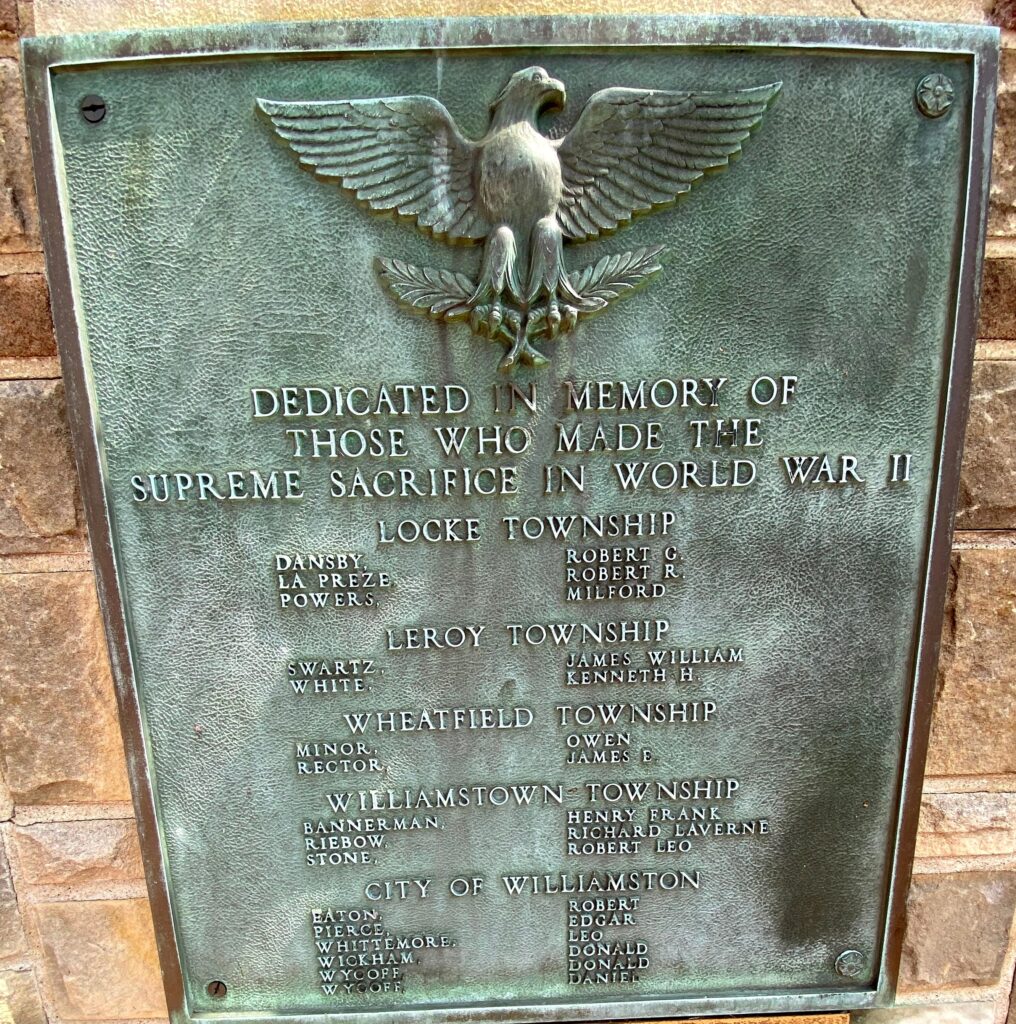 DEDICATED IN MEMORY OF
THOSE WHO MADE THE
SUPREME SACRIFICE IN WORLD WAR II
LOCKE TOWNSHIP
DANSBY, ROBERT G.
LA PREZE, ROBERT R.
POWERS, MILFORD
LEROY TOWNSHIP
SWARTZ, JAMES WILLIAM
WHITE, KENNETH H.
WHEATFIELD TOWNSHIP
MINOR, OWEN
RECTOR, JAMES E.
WILLIAMSTOWN TOWNSHIP
BANNERMAN, HENRY FRANK
RIEBOW, RICHARD LAVERNE
STONE, ROBERT LEO
CITY OF WILLIAMSTON
EATON, ROBERT
PIERCE, EDGAR
WHITTEMORE, LEO
WICKHAM, DONALD
WYCOFF, DONALD
WYCOFF, DANIEL